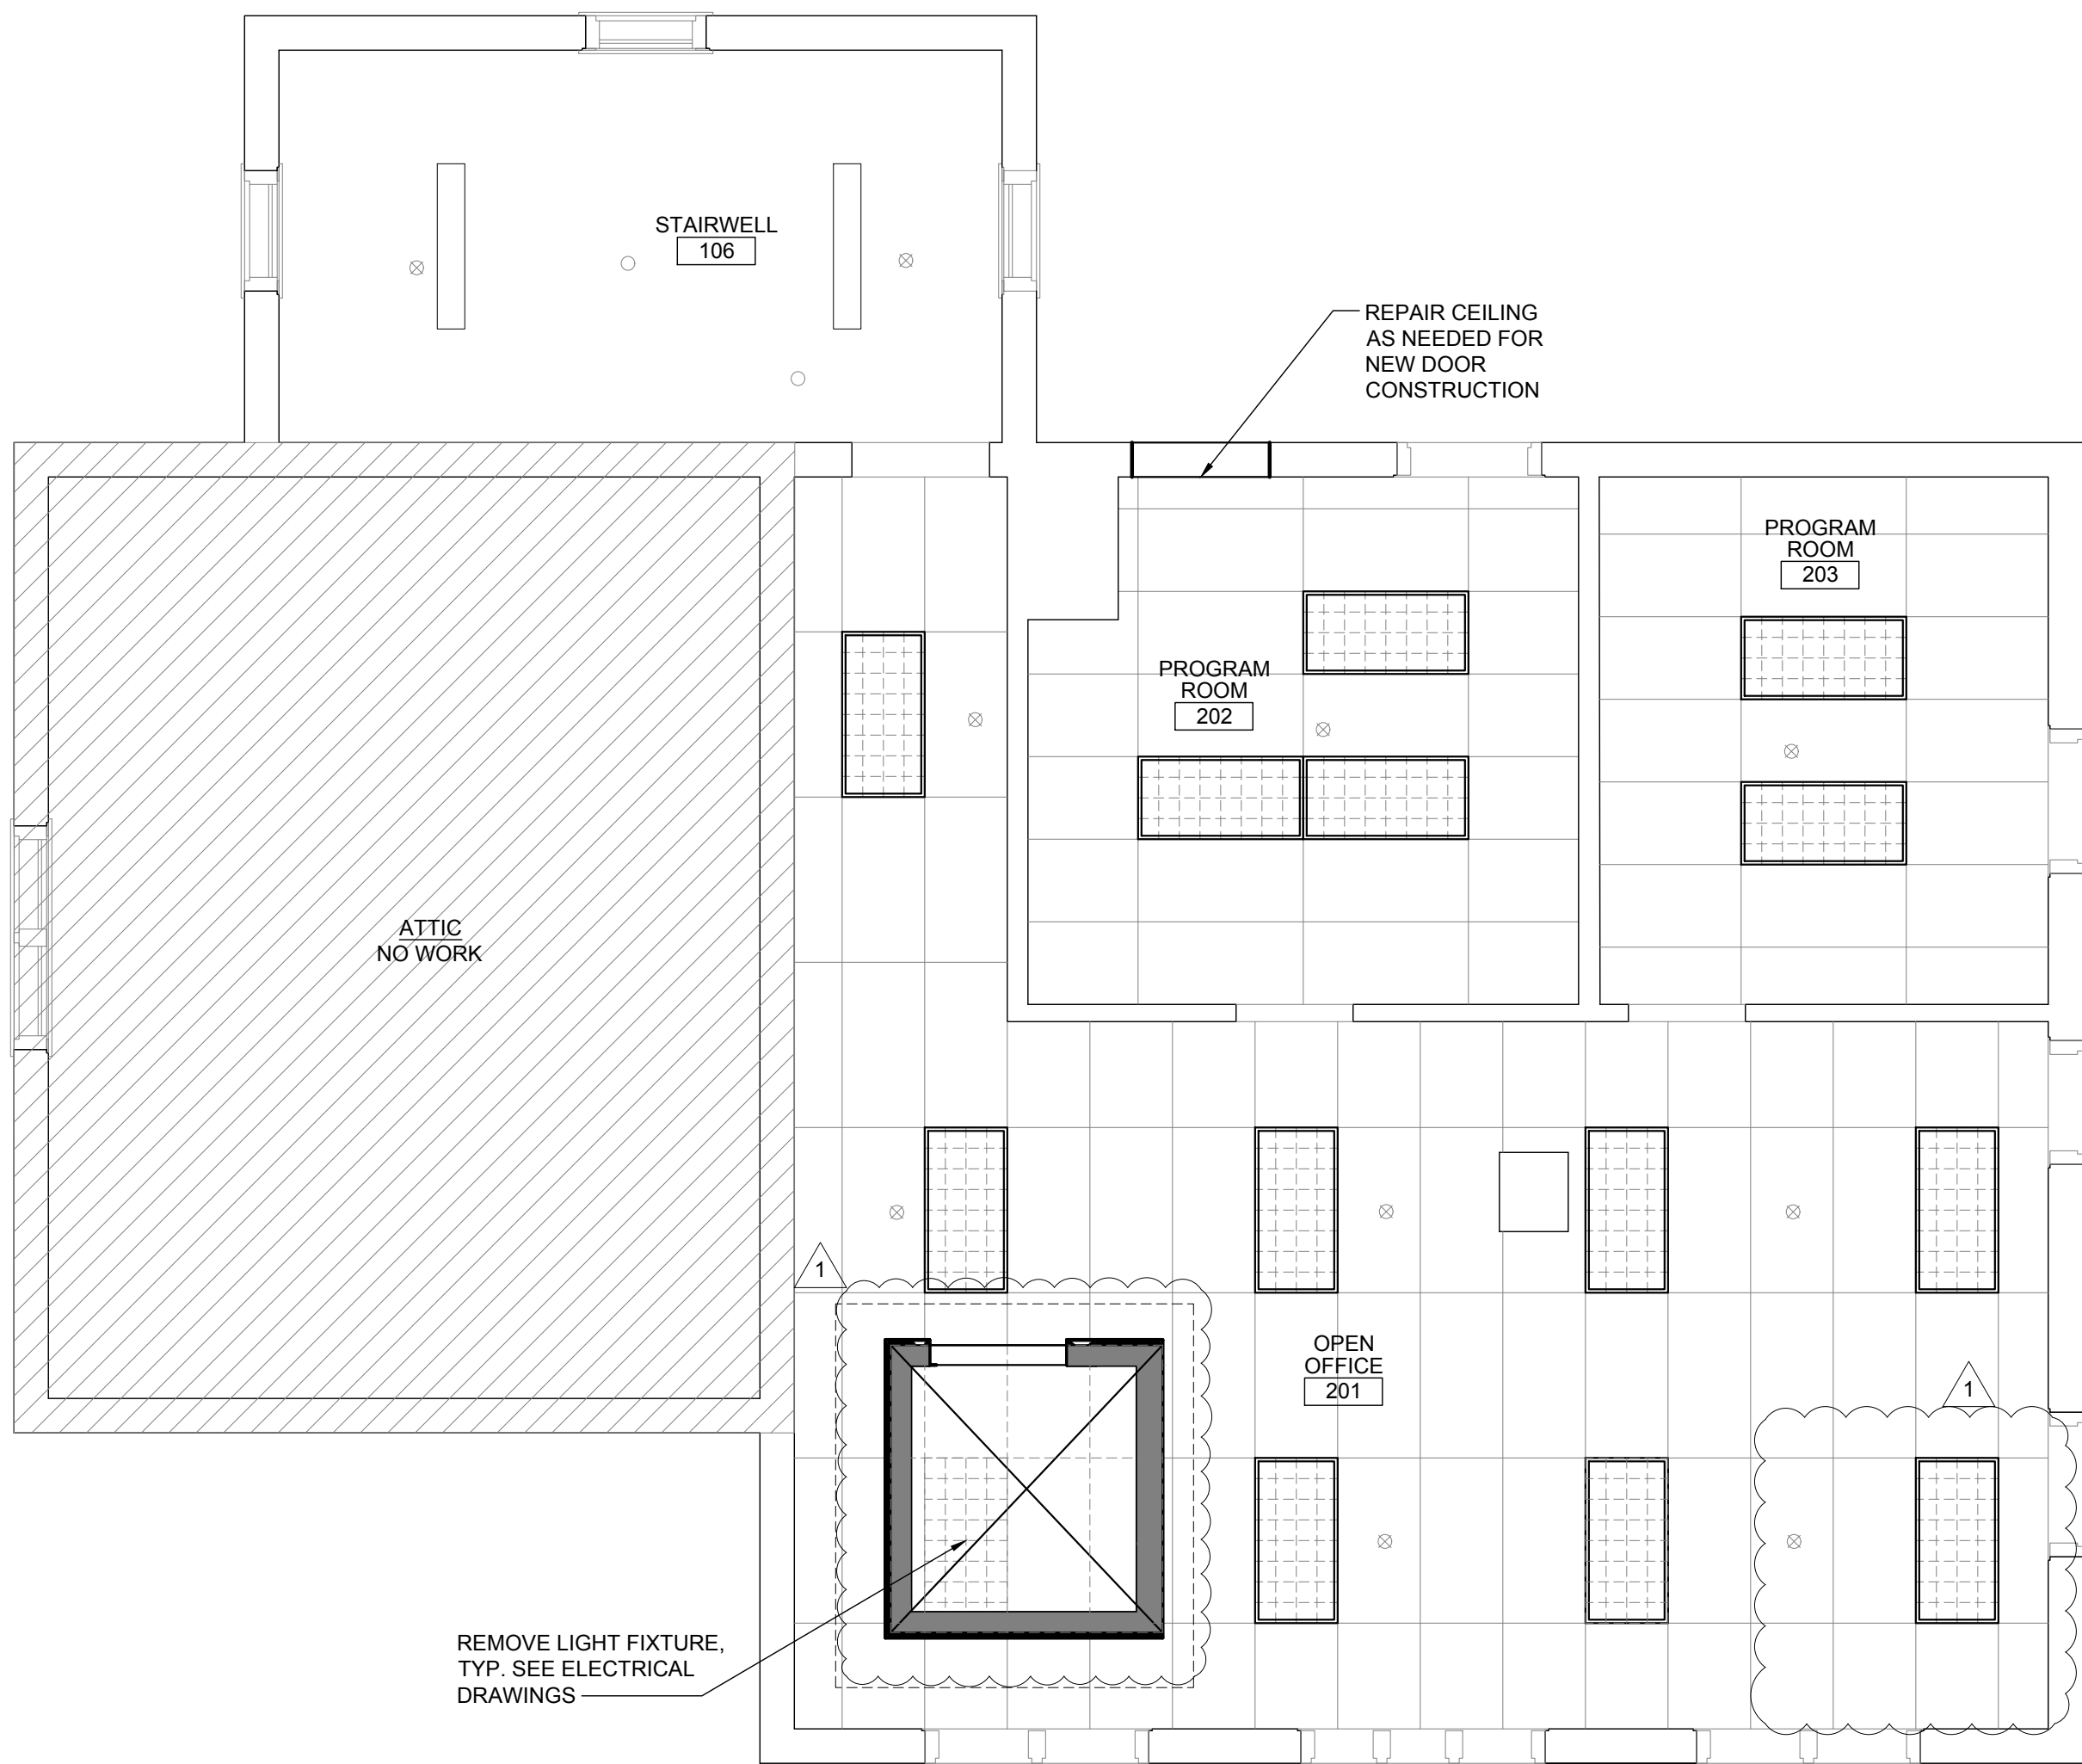 STAIRWELL
106
REPAIR CEILING
AS NEEDED FOR
NEW DOOR
CONSTRUCTION
PROGRAM
ROOM
203
PROGRAM
ROOM
202
ATTIC
NO WORK
1
OPEN
OFFICE
201
1
REMOVE LIGHT FIXTURE,
TYP. SEE ELECTRICAL
DRAWINGS